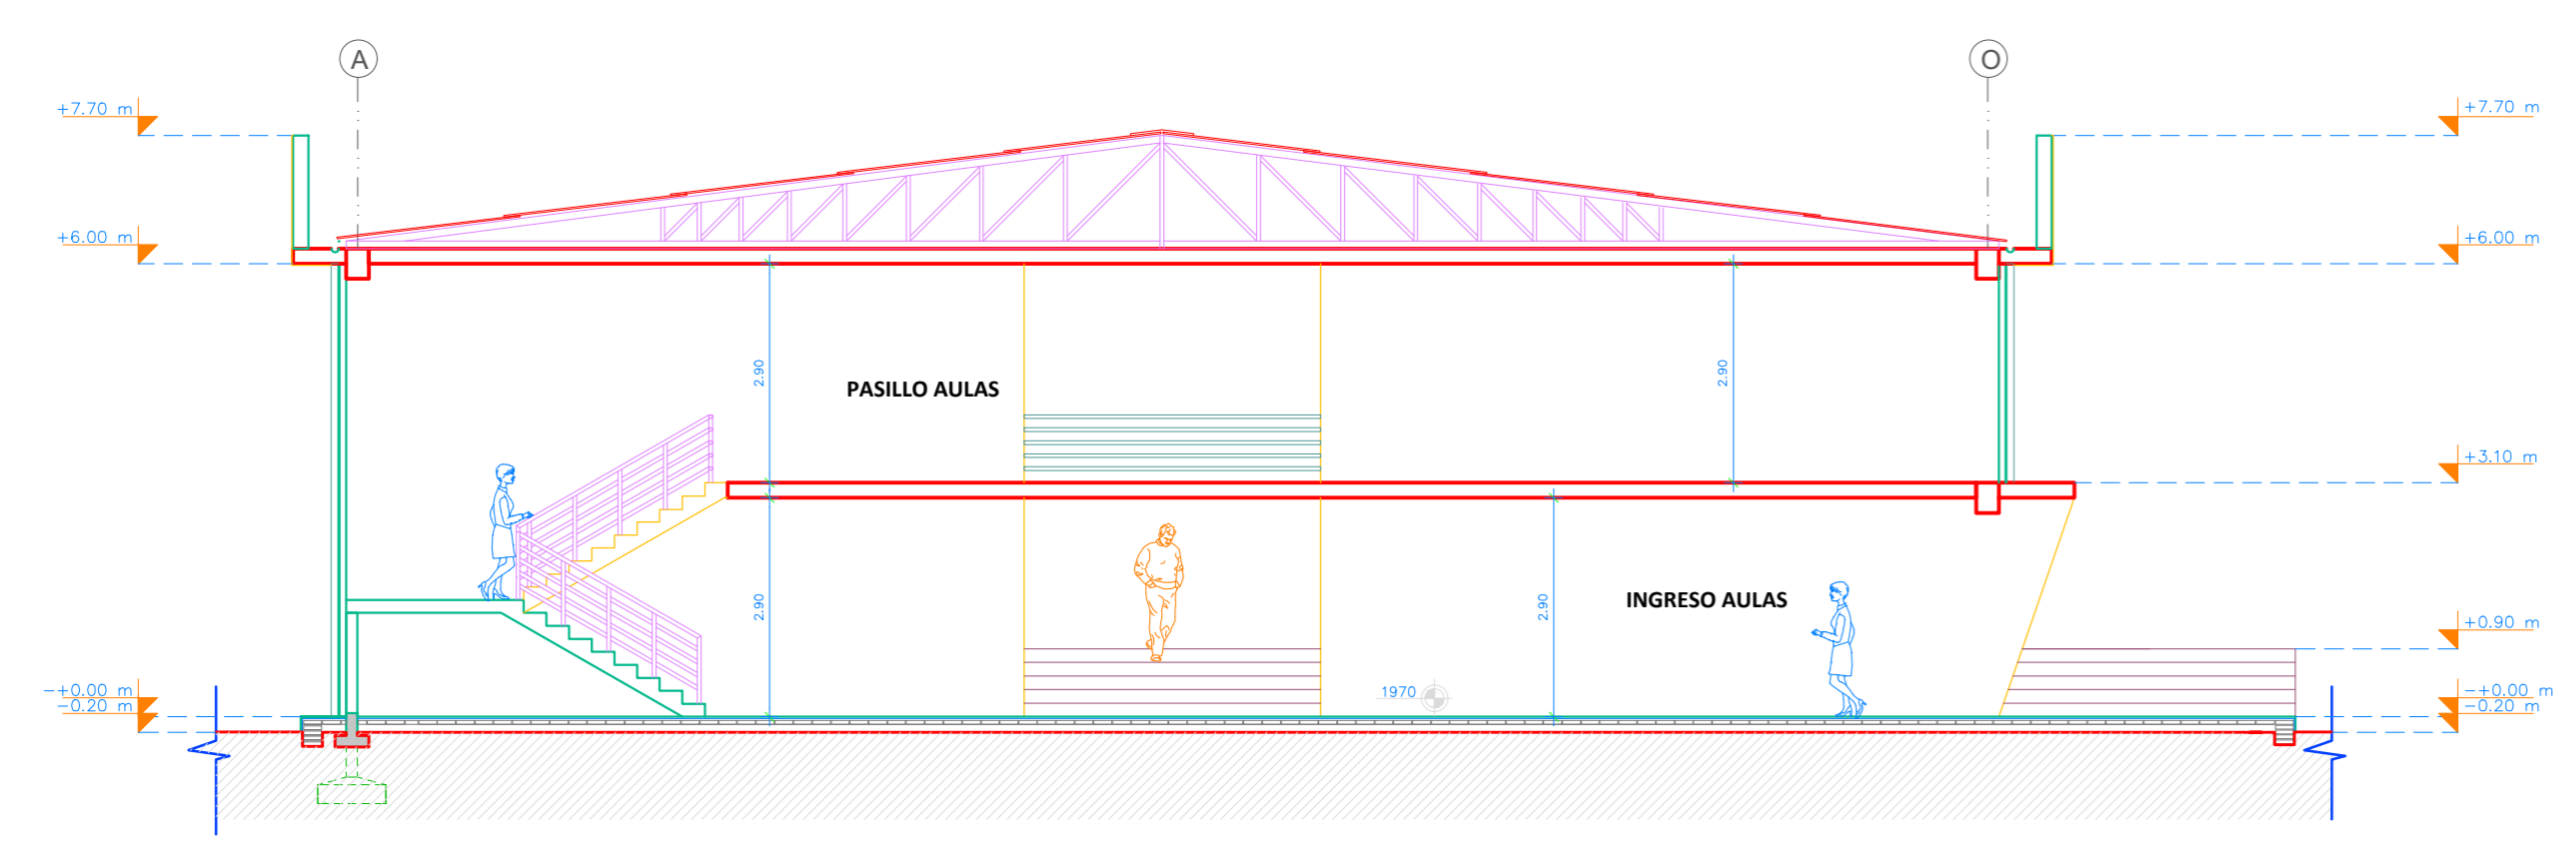 A
O
+7.70 m
+7.70 m
+6.00 m
+6.00 m
2.90
2.90
PASILLO AULAS
+3.10 m
2.90
2.90
INGRESO AULAS
+0.90 m
-+0.00 m
1970
-+0.00 m
-0.20 m
-0.20 m